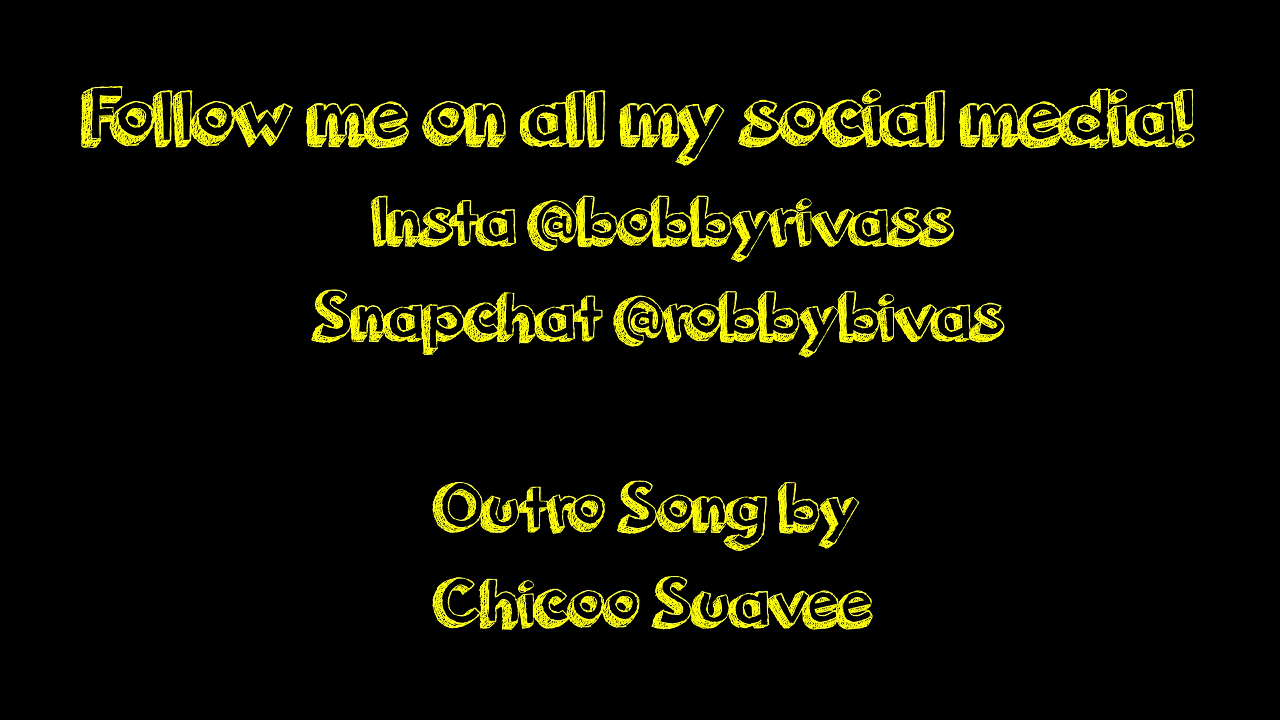 Follow me on all my social media!
Insta @bobbyrivass
Snapchat @robbybivas
Outro Song by
Chicoo Suavee